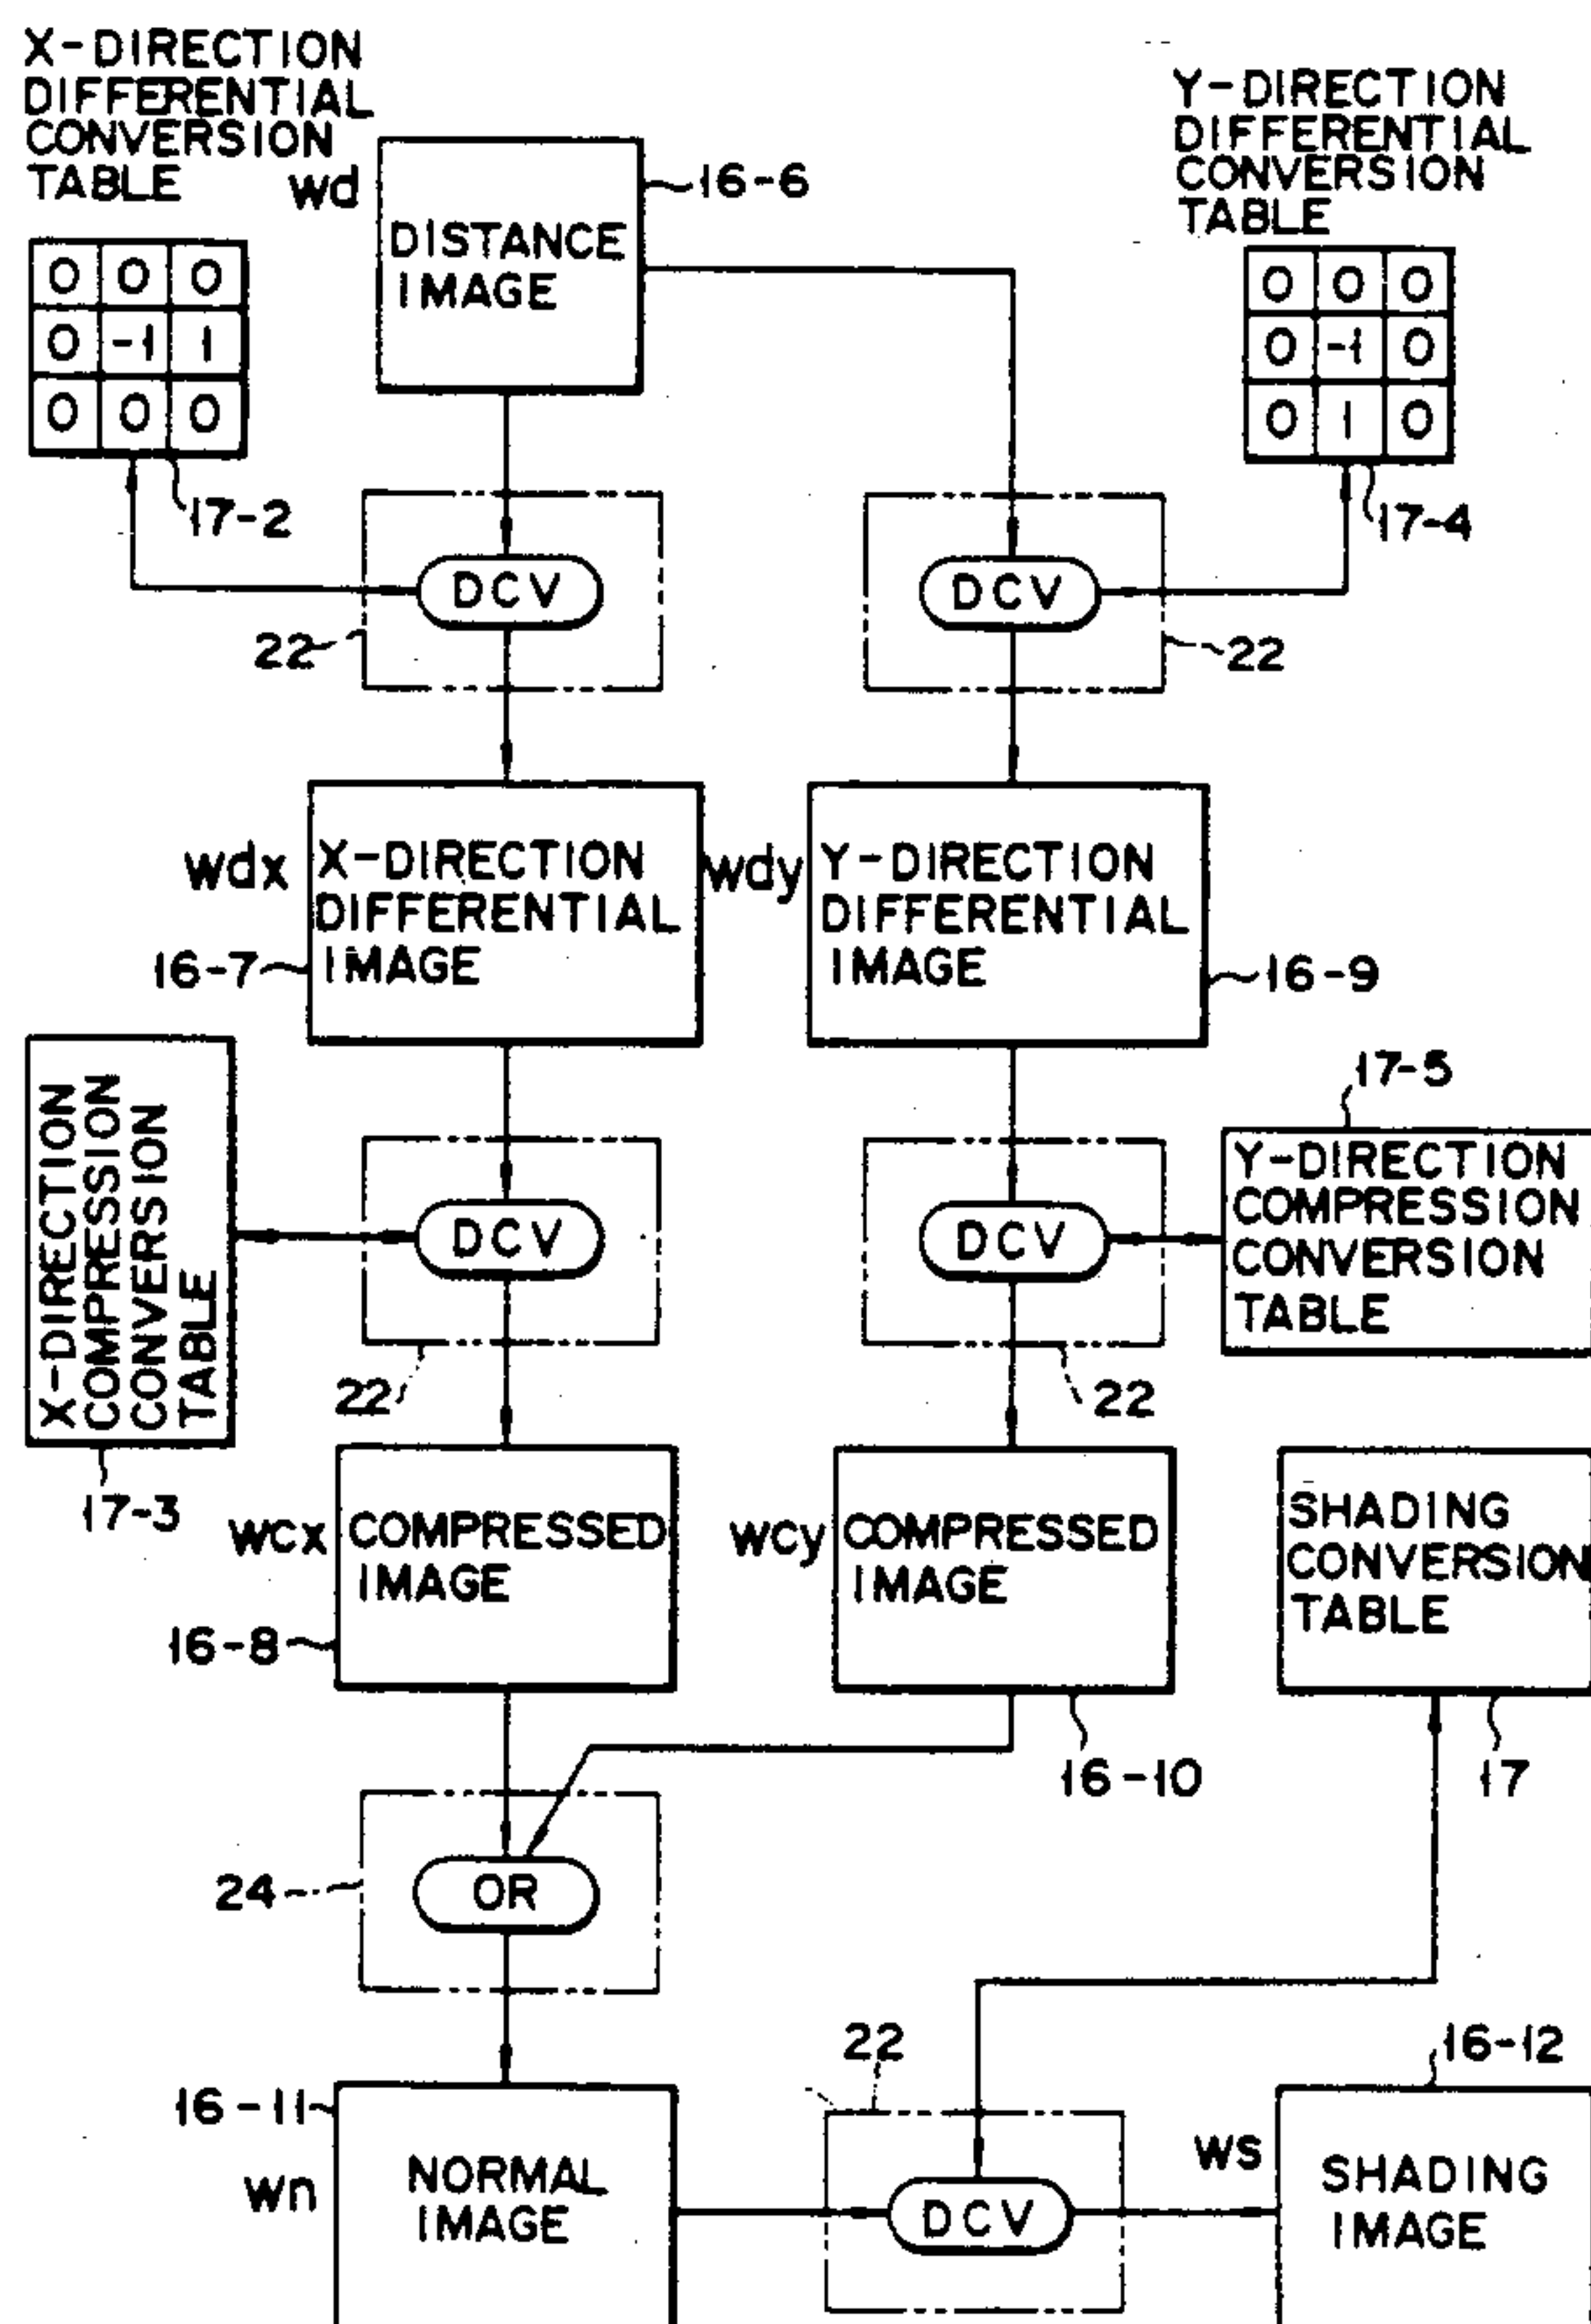 X-DIRECTION
DIFFERENTIAL
CONVERSION
TABLE
Wd
16-6
Y-DIRECTION
DIFFERENTIAL
CONVERSION
TABLE
DISTANCE
IMAGE
0 0 0
0 -1 1
0 0 0
0 0 0
0 -1 0
0 1 0
17-2
17-4
DCV
DCV
22
22
Wdx
X-DIRECTION
DIFFERENTIAL
IMAGE
16-7
Wdy
Y-DIRECTION
DIFFERENTIAL
IMAGE
16-9
X-DIRECTION
COMPRESSION
CONVERSION
TABLE
17-3
DCV
DCV
17-5
Y-DIRECTION
COMPRESSION
CONVERSION
TABLE
22
22
Wcx
COMPRESSED
IMAGE
16-8
Wcy
COMPRESSED
IMAGE
16-10
SHADING
CONVERSION
TABLE
17
24
OR
16-11
Wn
NORMAL
IMAGE
22
DCV
16-12
Ws
SHADING
IMAGE